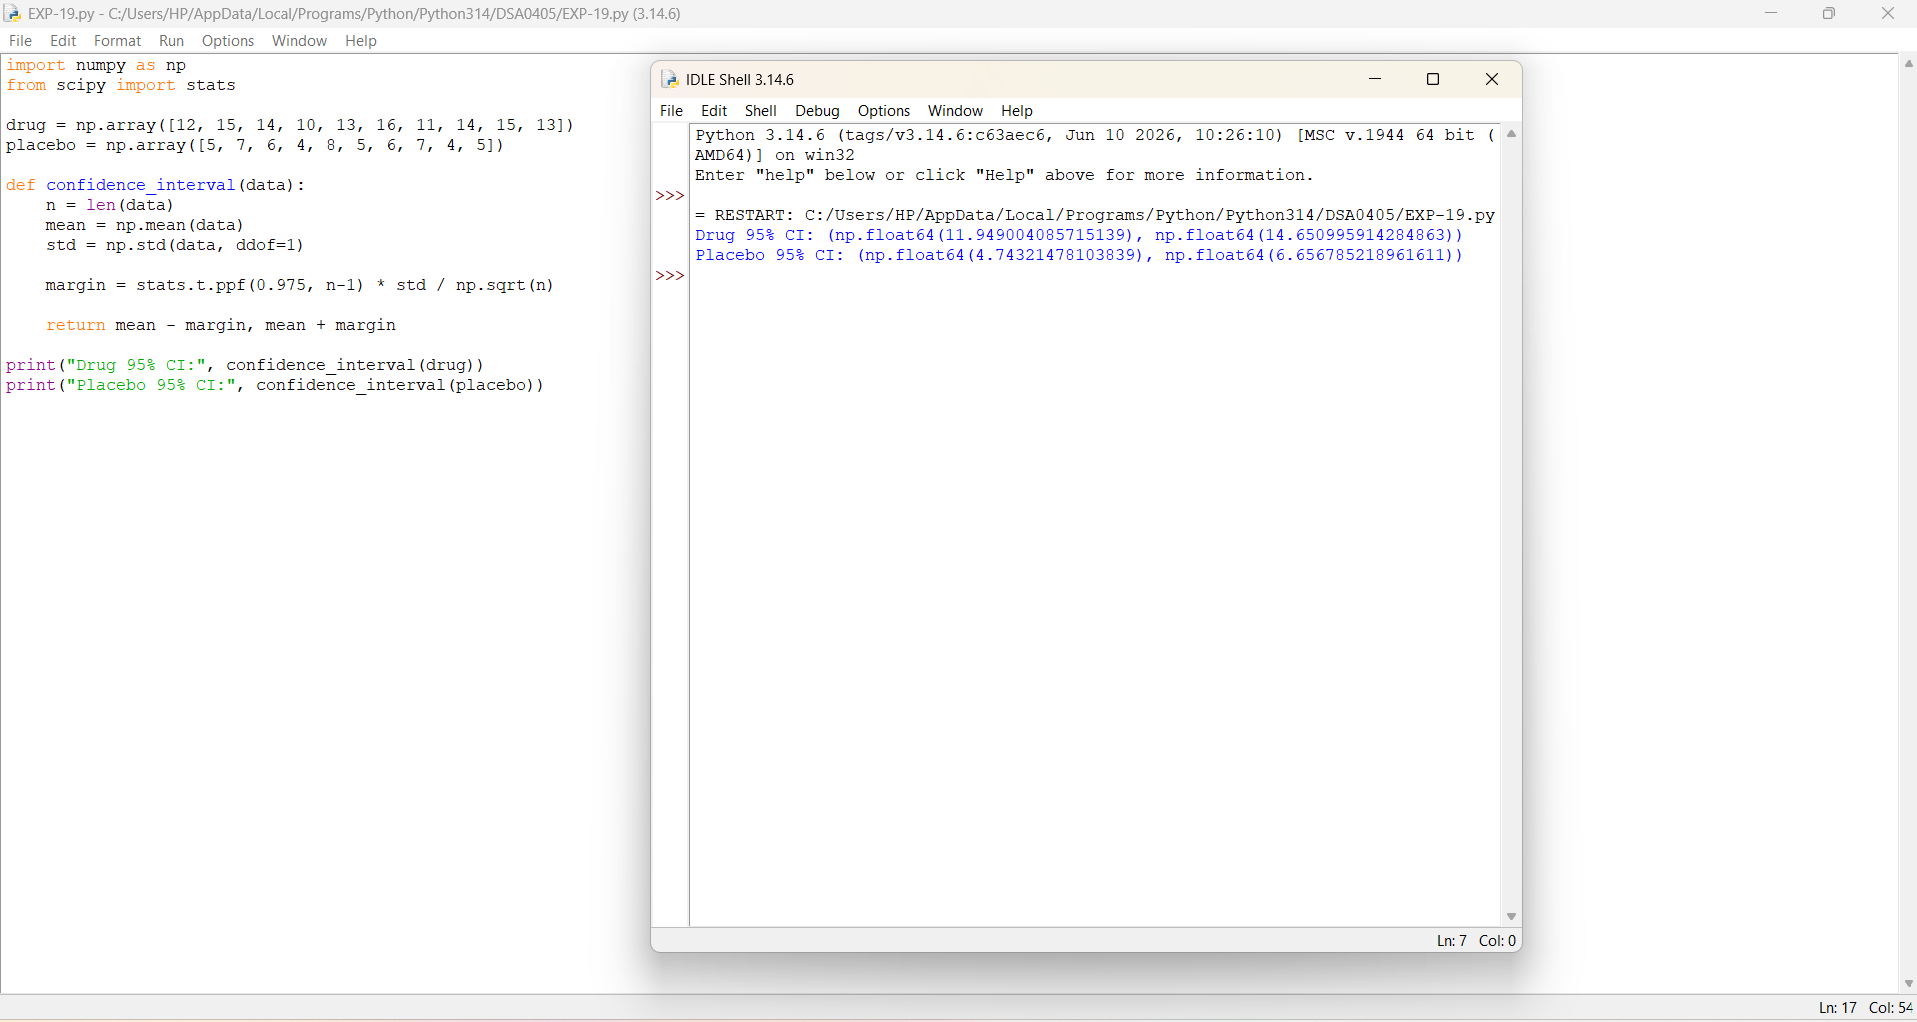 EXP-19.py - C:/Users/HP/AppData/Local/Programs/Python/Python314/DSA0405/EXP-19.py (3.14.6)
File Edit Format Run Options Window Help
import numpy as np
from scipy import stats
drug = np.array([12, 15, 14, 10, 13, 16, 11, 14, 15, 13])
placebo = np.array([5, 7, 6, 4, 8, 5, 6, 7, 4, 5])
def confidence_interval(data):
    n = len(data)
    mean = np.mean(data)
    std = np.std(data, ddof=1)
    margin = stats.t.ppf(0.975, n-1) * std / np.sqrt(n)
    return mean - margin, mean + margin
print("Drug 95% CI:", confidence_interval(drug))
print("Placebo 95% CI:", confidence_interval(placebo))
IDLE Shell 3.14.6
File Edit Shell Debug Options Window Help
Python 3.14.6 (tags/v3.14.6:c63aec6, Jun 10 2026, 10:26:10) [MSC v.1944 64 bit (
AMD64)] on win32
Enter "help" below or click "Help" above for more information.
>>>
= RESTART: C:/Users/HP/AppData/Local/Programs/Python/Python314/DSA0405/EXP-19.py
Drug 95% CI: (np.float64(11.949004085715139), np.float64(14.650995914284863))
Placebo 95% CI: (np.float64(4.74321478103839), np.float64(6.656785218961611))
>>>
Ln: 7 Col: 0
Ln: 17 Col: 54